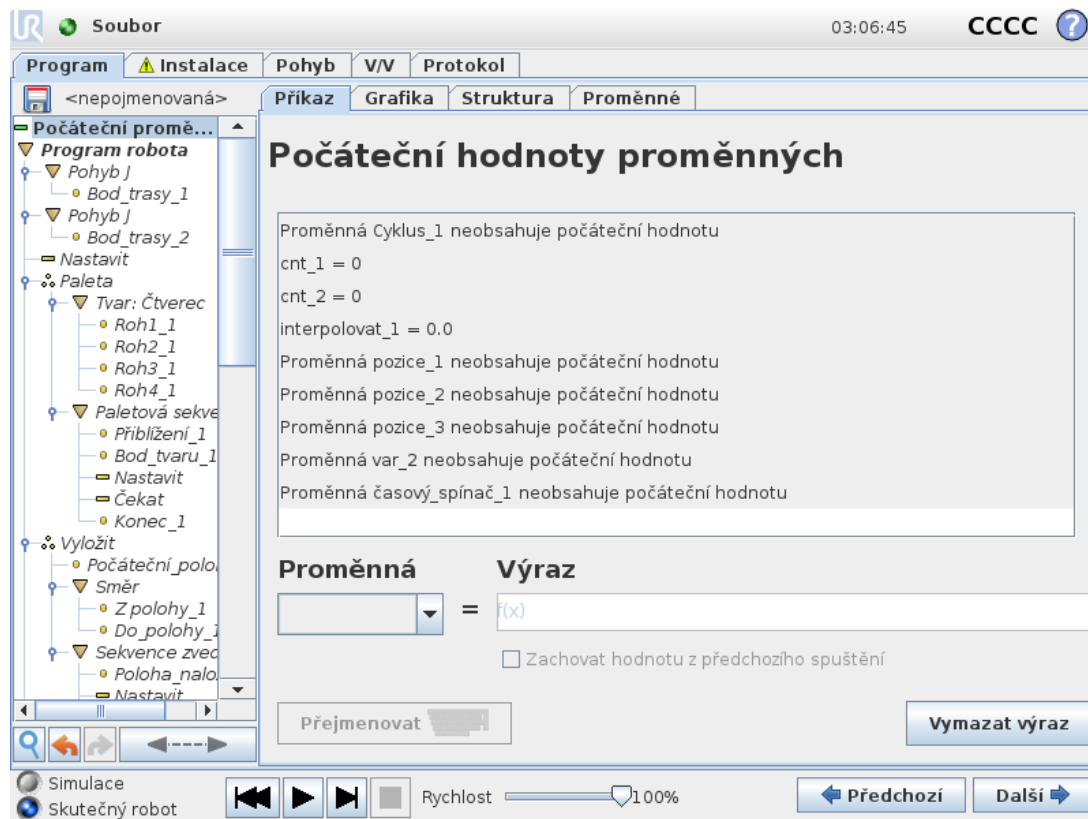 Soubor
03:06:45
CCCC
Program
Instalace
Pohyb
V/V
Protokol
<nepojmenovaná>
Příkaz
Grafika
Struktura
Proměnné
Počáteční promě...
Program robota
Pohyb J
Bod_trasy_1
Pohyb J
Bod_trasy_2
Nastavit
Paleta
Tvar: Čtverec
Roh1_1
Roh2_1
Roh3_1
Roh4_1
Paletová sekve
Přiblížení_1
Bod_tvaru_1
Nastavit
Čekat
Konec_1
Vyložit
Počáteční_polo
Směr
Z polohy_1
Do_polohy_1
Sekvence zved
Poloha_nalo
Nastavit
Počáteční hodnoty proměnných
Proměnná Cyklus_1 neobsahuje počáteční hodnotu
cnt_1 = 0
cnt_2 = 0
interpolovat_1 = 0.0
Proměnná pozice_1 neobsahuje počáteční hodnotu
Proměnná pozice_2 neobsahuje počáteční hodnotu
Proměnná pozice_3 neobsahuje počáteční hodnotu
Proměnná var_2 neobsahuje počáteční hodnotu
Proměnná časový_spínač_1 neobsahuje počáteční hodnotu
Proměnná
Výraz
=
f(x)
Zachovat hodnotu z předchozího spuštění
Přejmenovat
Vymazat výraz
Simulace
Skutečný robot
Rychlost
100%
Předchozí
Další